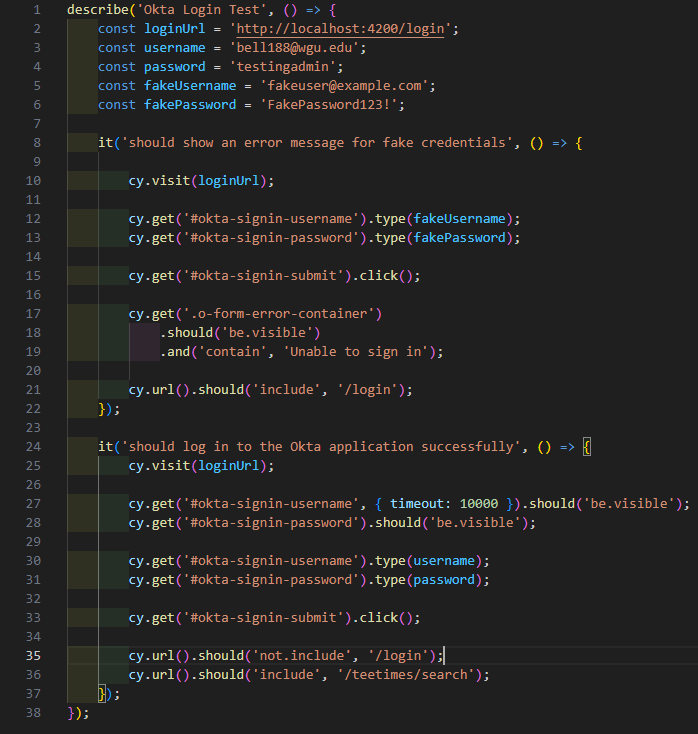 1 describe('Okta Login Test', () => {
2 const loginUrl = 'http://localhost:4200/login';
3 const username = 'bell188@wgu.edu';
4 const password = 'testingadmin';
5 const fakeUsername = 'fakeuser@example.com';
6 const fakePassword = 'FakePassword123!';
7
8 it('should show an error message for fake credentials', () => {
9
10 cy.visit(loginUrl);
11
12 cy.get('#okta-signin-username').type(fakeUsername);
13 cy.get('#okta-signin-password').type(fakePassword);
14
15 cy.get('#okta-signin-submit').click();
16
17 cy.get('.o-form-error-container')
18 .should('be.visible')
19 .and('contain', 'Unable to sign in');
20
21 cy.url().should('include', '/login');
22 });
23
24 it('should log in to the Okta application successfully', () => {
25 cy.visit(loginUrl);
26
27 cy.get('#okta-signin-username', { timeout: 10000 }).should('be.visible');
28 cy.get('#okta-signin-password').should('be.visible');
29
30 cy.get('#okta-signin-username').type(username);
31 cy.get('#okta-signin-password').type(password);
32
33 cy.get('#okta-signin-submit').click();
34
35 cy.url().should('not.include', '/login');
36 cy.url().should('include', '/teetimes/search');
37 });
38 });